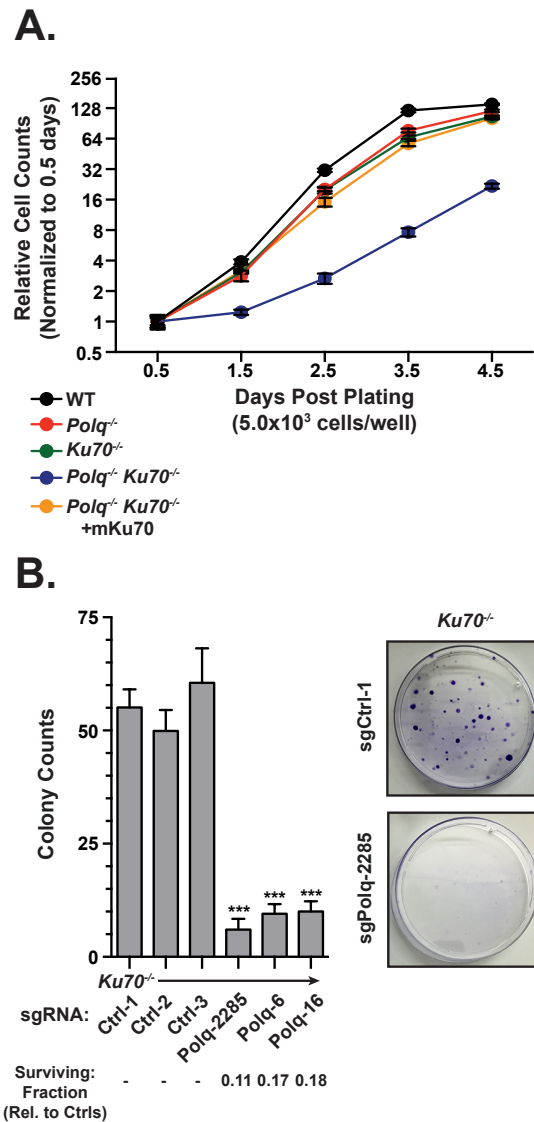 A.
Relative Cell Counts
(Normalized to 0.5 days)
256
128
64
32
16
8
4
2
1
0.5
0.5 1.5 2.5 3.5 4.5
Days Post Plating
(5.0x10³ cells/well)
WT
Polq⁻/⁻
Ku70⁻/⁻
Polq⁻/⁻ Ku70⁻/⁻
Polq⁻/⁻ Ku70⁻/⁻
+mKu70
B.
Colony Counts
75
50
25
0
*** *** ***
Ku70⁻/⁻
sgRNA: Ctrl-1 Ctrl-2 Ctrl-3 Polq-2285 Polq-6 Polq-16
Surviving: - - - 0.11 0.17 0.18
Fraction
(Rel. to Ctrls)
Ku70⁻/⁻
sgCtrl-1
sgPolq-2285